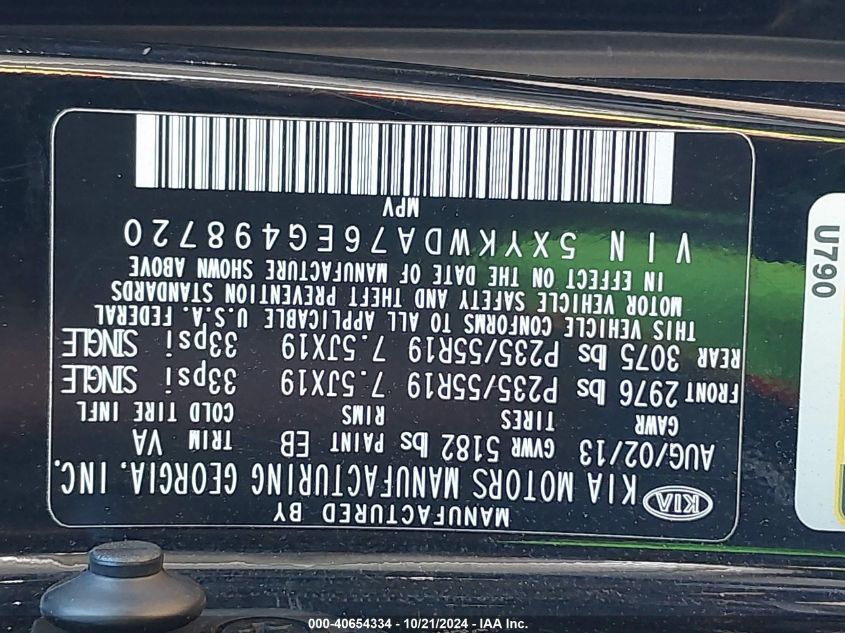 MANUFACTURED BY
KIA KIA MOTORS MANUFACTURING GEORGIA, INC.
AUG/02/13 GVWR 5182 lbs PAINT EB TRIM VA
GAWR TIRES RIMS COLD TIRE INFL
FRONT 2976 lbs P235/55R19 7.5JX19 33psi SINGLE
REAR 3075 lbs P235/55R19 7.5JX19 33psi SINGLE
THIS VEHICLE CONFORMS TO ALL APPLICABLE U.S.A. FEDERAL
MOTOR VEHICLE SAFETY AND THEFT PREVENTION STANDARDS
IN EFFECT ON THE DATE OF MANUFACTURE SHOWN ABOVE
VIN 5XYKWDA76EG498720
MPV
U790
000-40654334 - 10/21/2024 - IAA Inc.